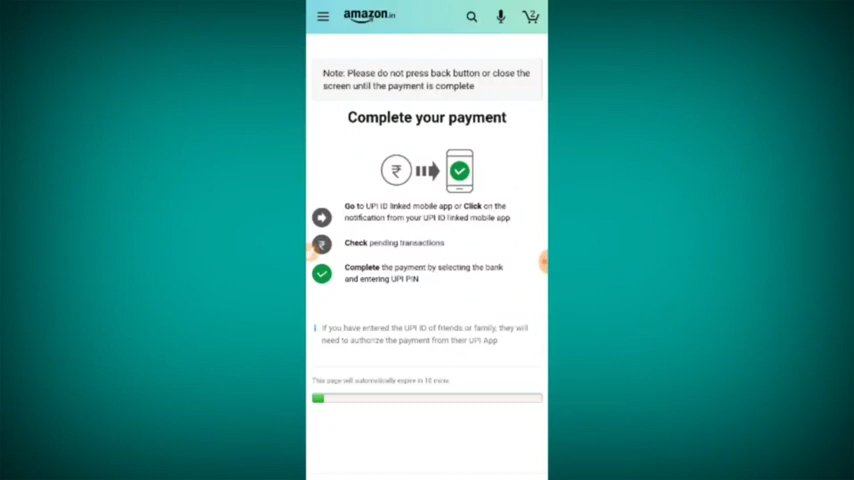 amazon.in
2
Note: Please do not press back button or close the
screen until the payment is complete
Complete your payment
₹
Go to UPI ID linked mobile app or Click on the
notification from your UPI ID linked mobile app
₹
Check pending transactions
Complete the payment by selecting the bank
and entering UPI PIN
If you have entered the UPI ID of friends or family, they will
need to authorize the payment from their UPI App
This page will automatically expire in 10 mins.